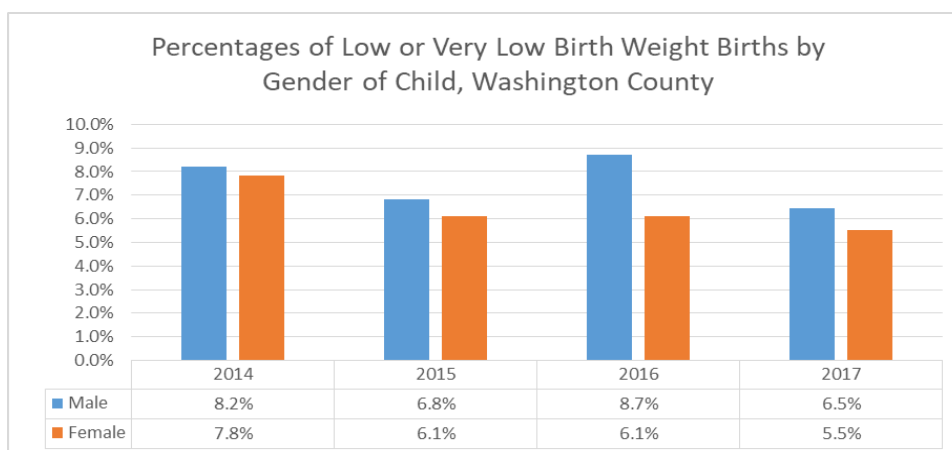 Percentages of Low or Very Low Birth Weight Births by
Gender of Child, Washington County
10.0%
9.0%
8.0%
7.0%
6.0%
5.0%
4.0%
3.0%
2.0%
1.0%
0.0%
2014 2015 2016 2017
Male 8.2% 6.8% 8.7% 6.5%
Female 7.8% 6.1% 6.1% 5.5%